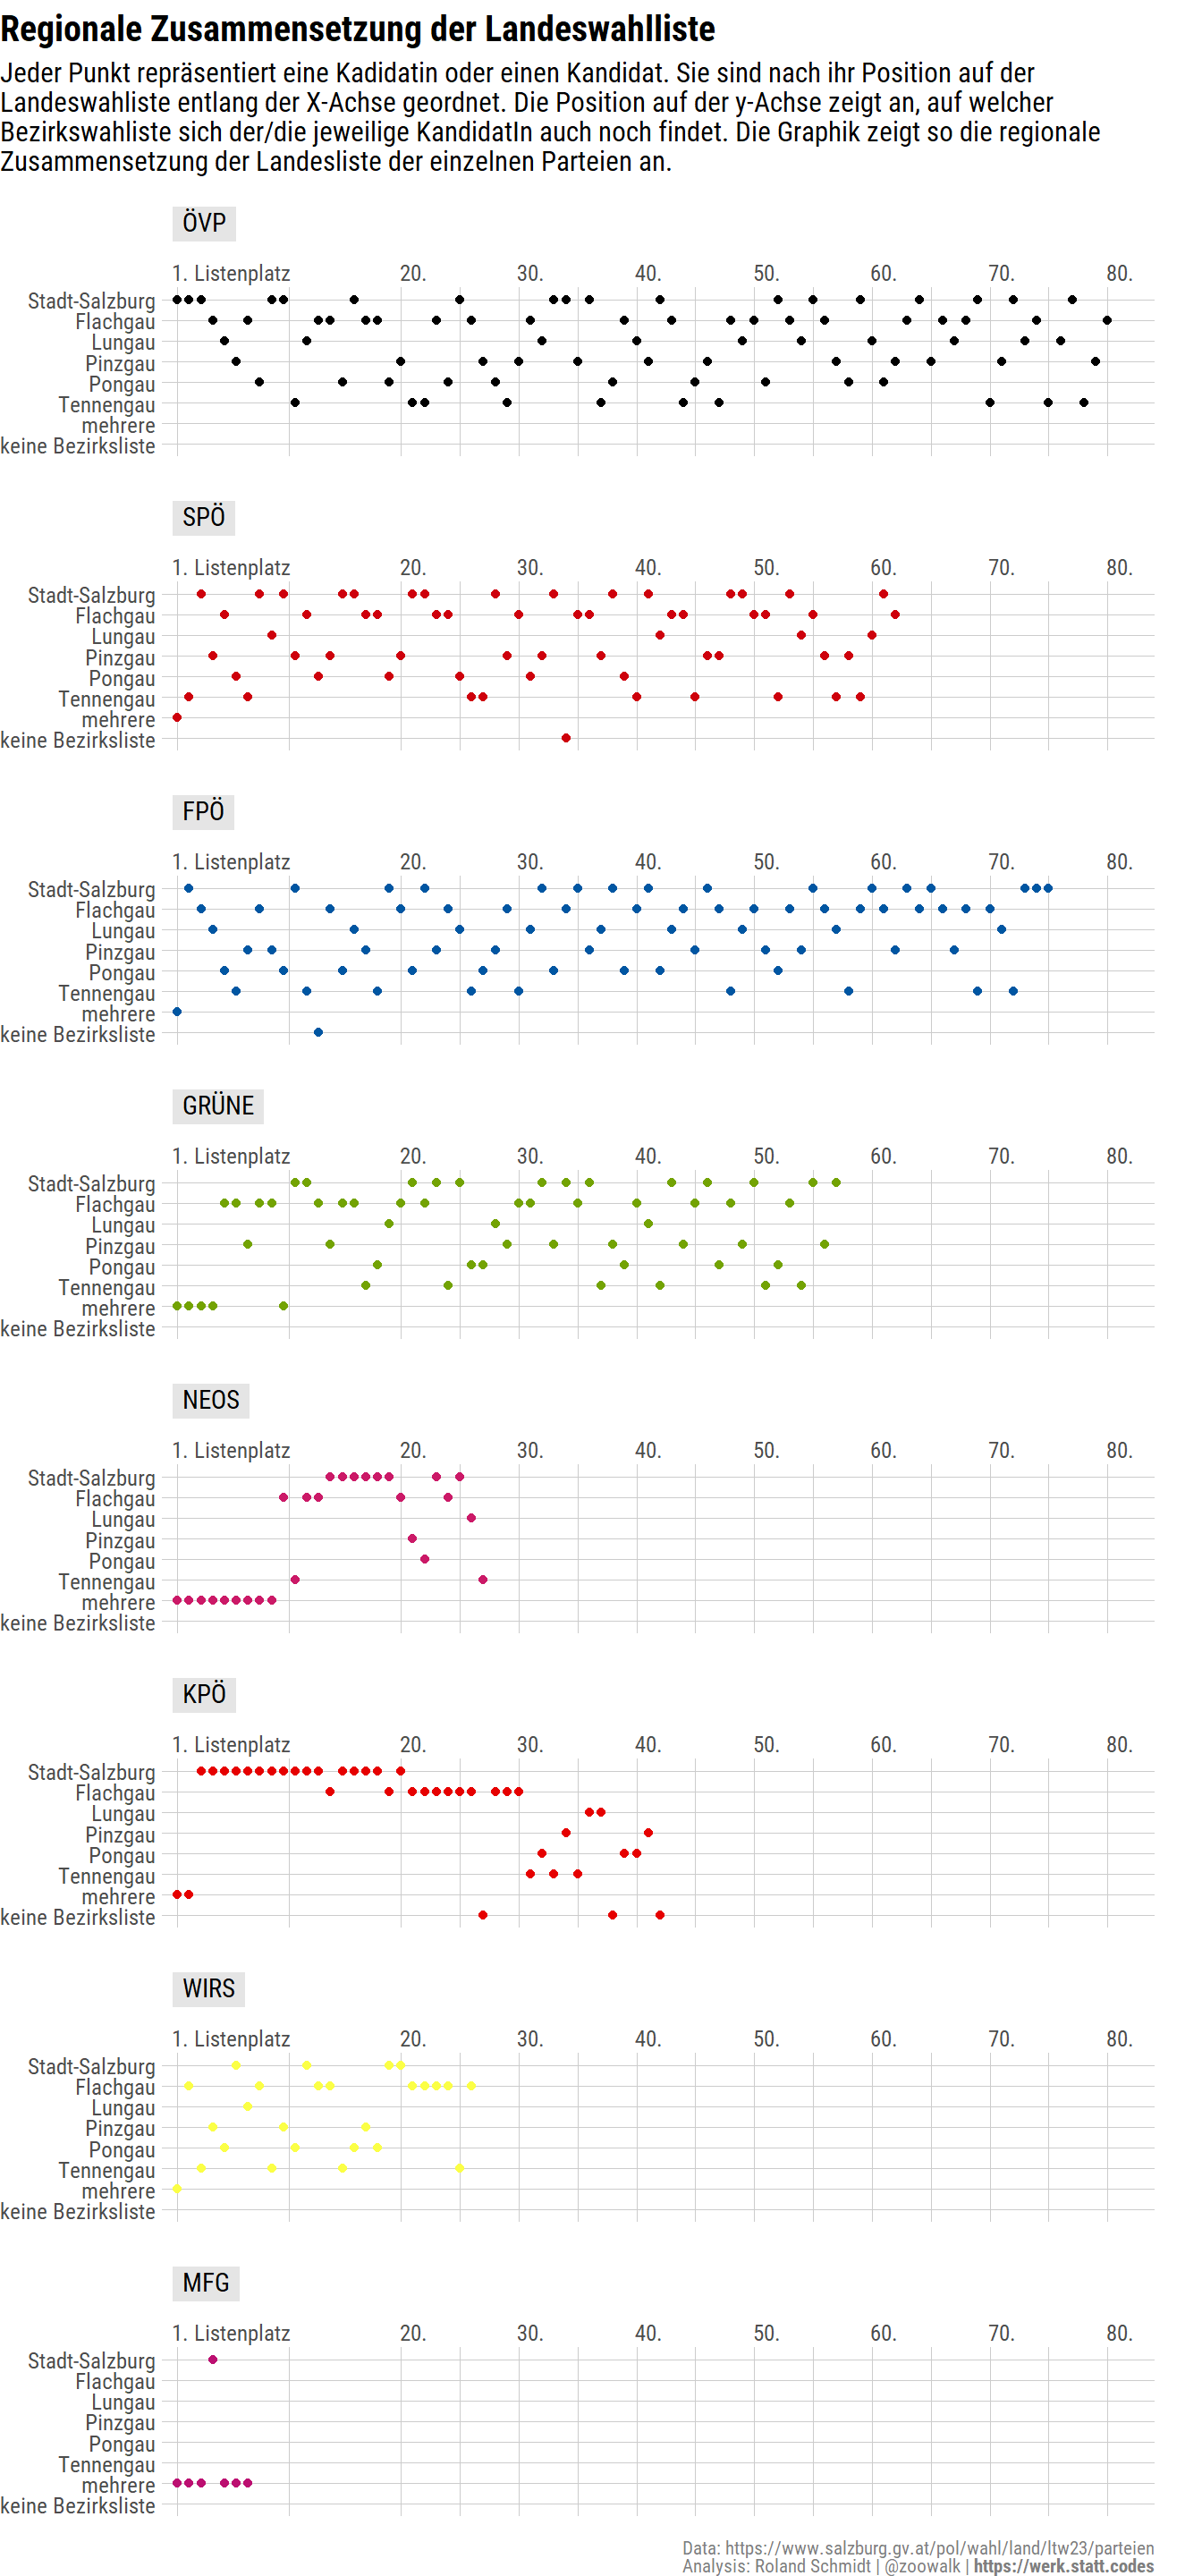 Regionale Zusammensetzung der Landeswahlliste
Jeder Punkt repräsentiert eine Kadidatin oder einen Kandidat. Sie sind nach ihr Position auf der
Landeswahliste entlang der X-Achse geordnet. Die Position auf der y-Achse zeigt an, auf welcher
Bezirkswahliste sich der/die jeweilige KandidatIn auch noch findet. Die Graphik zeigt so die regionale
Zusammensetzung der Landesliste der einzelnen Parteien an.
ÖVP
1. Listenplatz 20. 30. 40. 50. 60. 70. 80.
Stadt-Salzburg
Flachgau
Lungau
Pinzgau
Pongau
Tennengau
mehrere
keine Bezirksliste
SPÖ
1. Listenplatz 20. 30. 40. 50. 60. 70. 80.
Stadt-Salzburg
Flachgau
Lungau
Pinzgau
Pongau
Tennengau
mehrere
keine Bezirksliste
FPÖ
1. Listenplatz 20. 30. 40. 50. 60. 70. 80.
Stadt-Salzburg
Flachgau
Lungau
Pinzgau
Pongau
Tennengau
mehrere
keine Bezirksliste
GRÜNE
1. Listenplatz 20. 30. 40. 50. 60. 70. 80.
Stadt-Salzburg
Flachgau
Lungau
Pinzgau
Pongau
Tennengau
mehrere
keine Bezirksliste
NEOS
1. Listenplatz 20. 30. 40. 50. 60. 70. 80.
Stadt-Salzburg
Flachgau
Lungau
Pinzgau
Pongau
Tennengau
mehrere
keine Bezirksliste
KPÖ
1. Listenplatz 20. 30. 40. 50. 60. 70. 80.
Stadt-Salzburg
Flachgau
Lungau
Pinzgau
Pongau
Tennengau
mehrere
keine Bezirksliste
WIRS
1. Listenplatz 20. 30. 40. 50. 60. 70. 80.
Stadt-Salzburg
Flachgau
Lungau
Pinzgau
Pongau
Tennengau
mehrere
keine Bezirksliste
MFG
1. Listenplatz 20. 30. 40. 50. 60. 70. 80.
Stadt-Salzburg
Flachgau
Lungau
Pinzgau
Pongau
Tennengau
mehrere
keine Bezirksliste
Data: https://www.salzburg.gv.at/pol/wahl/land/ltw23/parteien
Analysis: Roland Schmidt | @zoowalk | https://werk.statt.codes